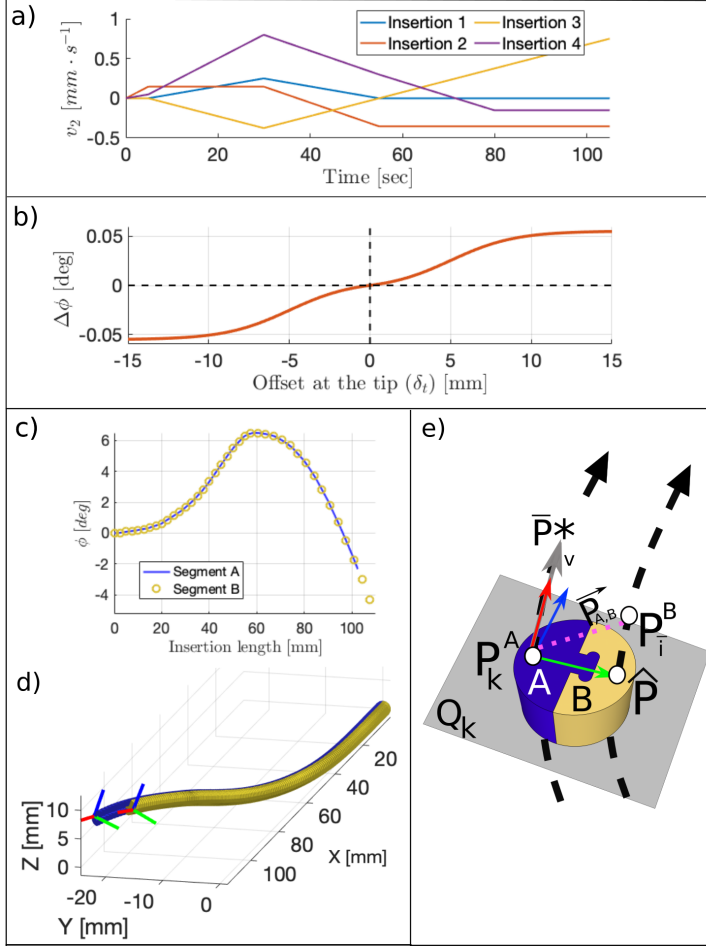 a)
v₂ [mm · s⁻¹]
1
0.5
0
-0.5
Insertion 1
Insertion 3
Insertion 2
Insertion 4
0
20
40
60
80
100
Time [sec]
b)
Δϕ [deg]
0.05
0
-0.05
-15
-10
-5
0
5
10
15
Offset at the tip (δₜ) [mm]
c)
ϕ [deg]
6
4
2
0
-2
-4
Segment A
Segment B
0
20
40
60
80
100
Insertion length [mm]
d)
Z [mm]
10
5
0
-20
-10
0
Y [mm]
20
40
60
80
100
X [mm]
e)
P̄*
v
P⃗_A,B
P_k^A
P_ī^B
A
B
P̂
Q_k